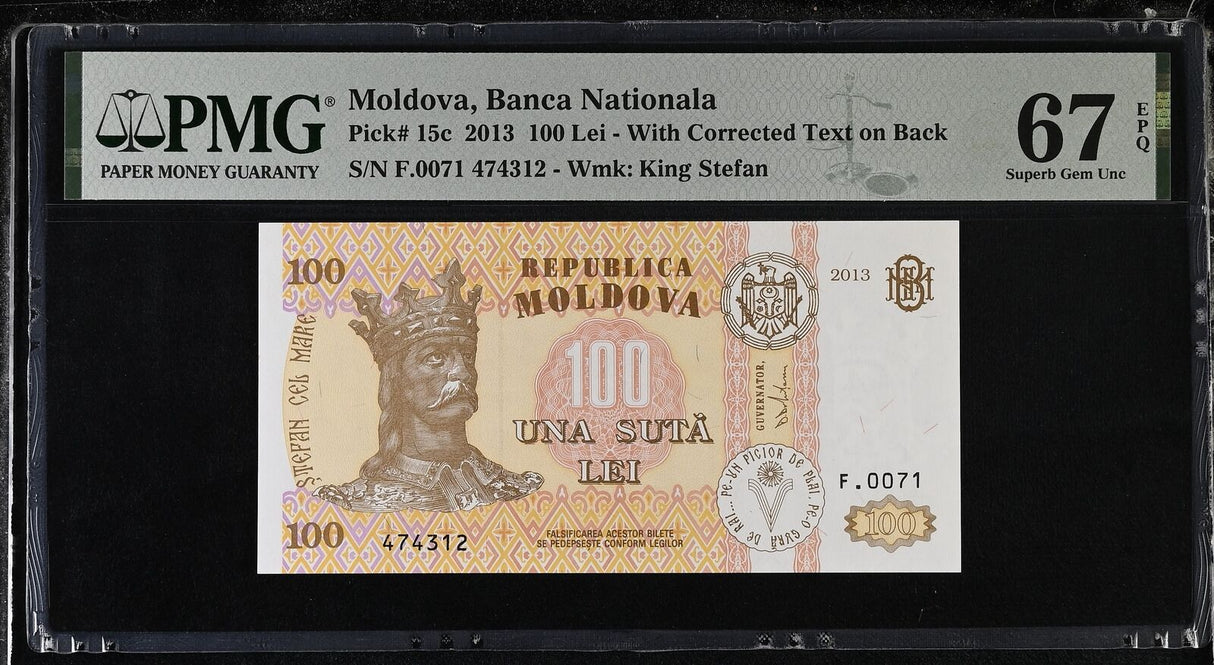 PMG®
PAPER MONEY GUARANTY
Moldova, Banca Nationala
Pick# 15c 2013 100 Lei - With Corrected Text on Back
S/N F.0071 474312 - Wmk: King Stefan
67
EPQ
Superb Gem Unc
100
REPUBLICA
MOLDOVA
2013
BNM
ȘTEFAN CEL MARE
100
UNA SUTĂ
LEI
GUVERNATOR,
PE-UN PICIOR DE PLAI, PE-O GURĂ DE RAI...
F.0071
100
100
474312
FALSIFICAREA ACESTOR BILETE
SE PEDEPSEȘTE CONFORM LEGILOR